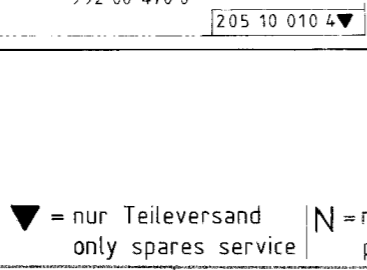 205 10 010 4▼
▼ = nur Teileversand
only spares service
N =